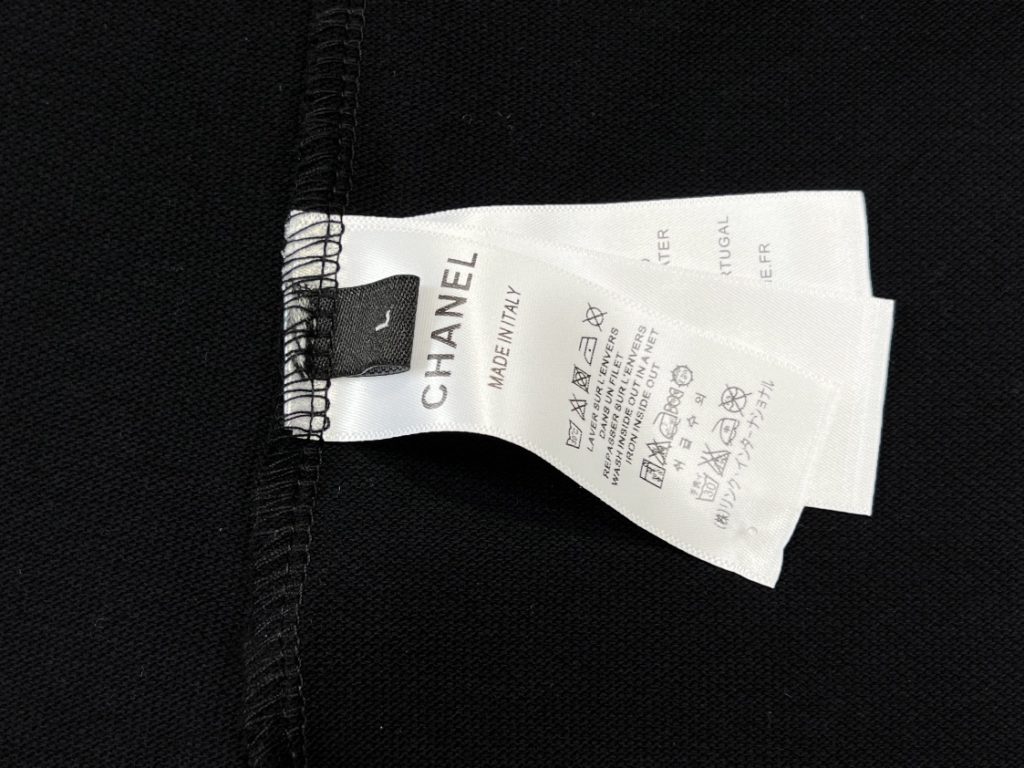 L
CHANEL
MADE IN ITALY
LAVER SUR L'ENVERS
DANS UN FILET
REPASSER SUR L'ENVERS
WASH INSIDE OUT IN A NET
IRON INSIDE OUT
30
(株)リンク・インターナショナル
ATER
RTUGAL
E.FR